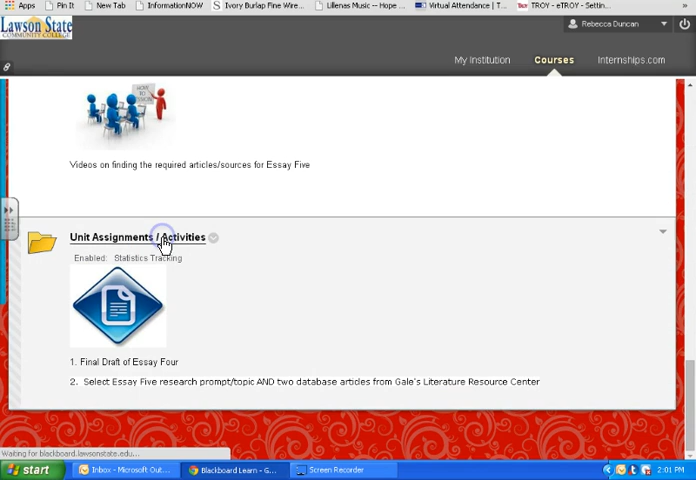 Apps Pin It New Tab InformationNOW Ivory Burlap Fine Wire... Lillenas Music -- Hope ... Virtual Attendance | T... TROY - eTROY - Settin...
Lawson State
COMMUNITY COLLEGE
Rebecca Duncan
My Institution Courses Internships.com
HOW TO
Videos on finding the required articles/sources for Essay Five
Unit Assignments / Activities
Enabled: Statistics Tracking
1. Final Draft of Essay Four
2. Select Essay Five research prompt/topic AND two database articles from Gale's Literature Resource Center
Waiting for blackboard.lawsonstate.edu...
start Inbox - Microsoft Out... Blackboard Learn - G... Screen Recorder 2:01 PM